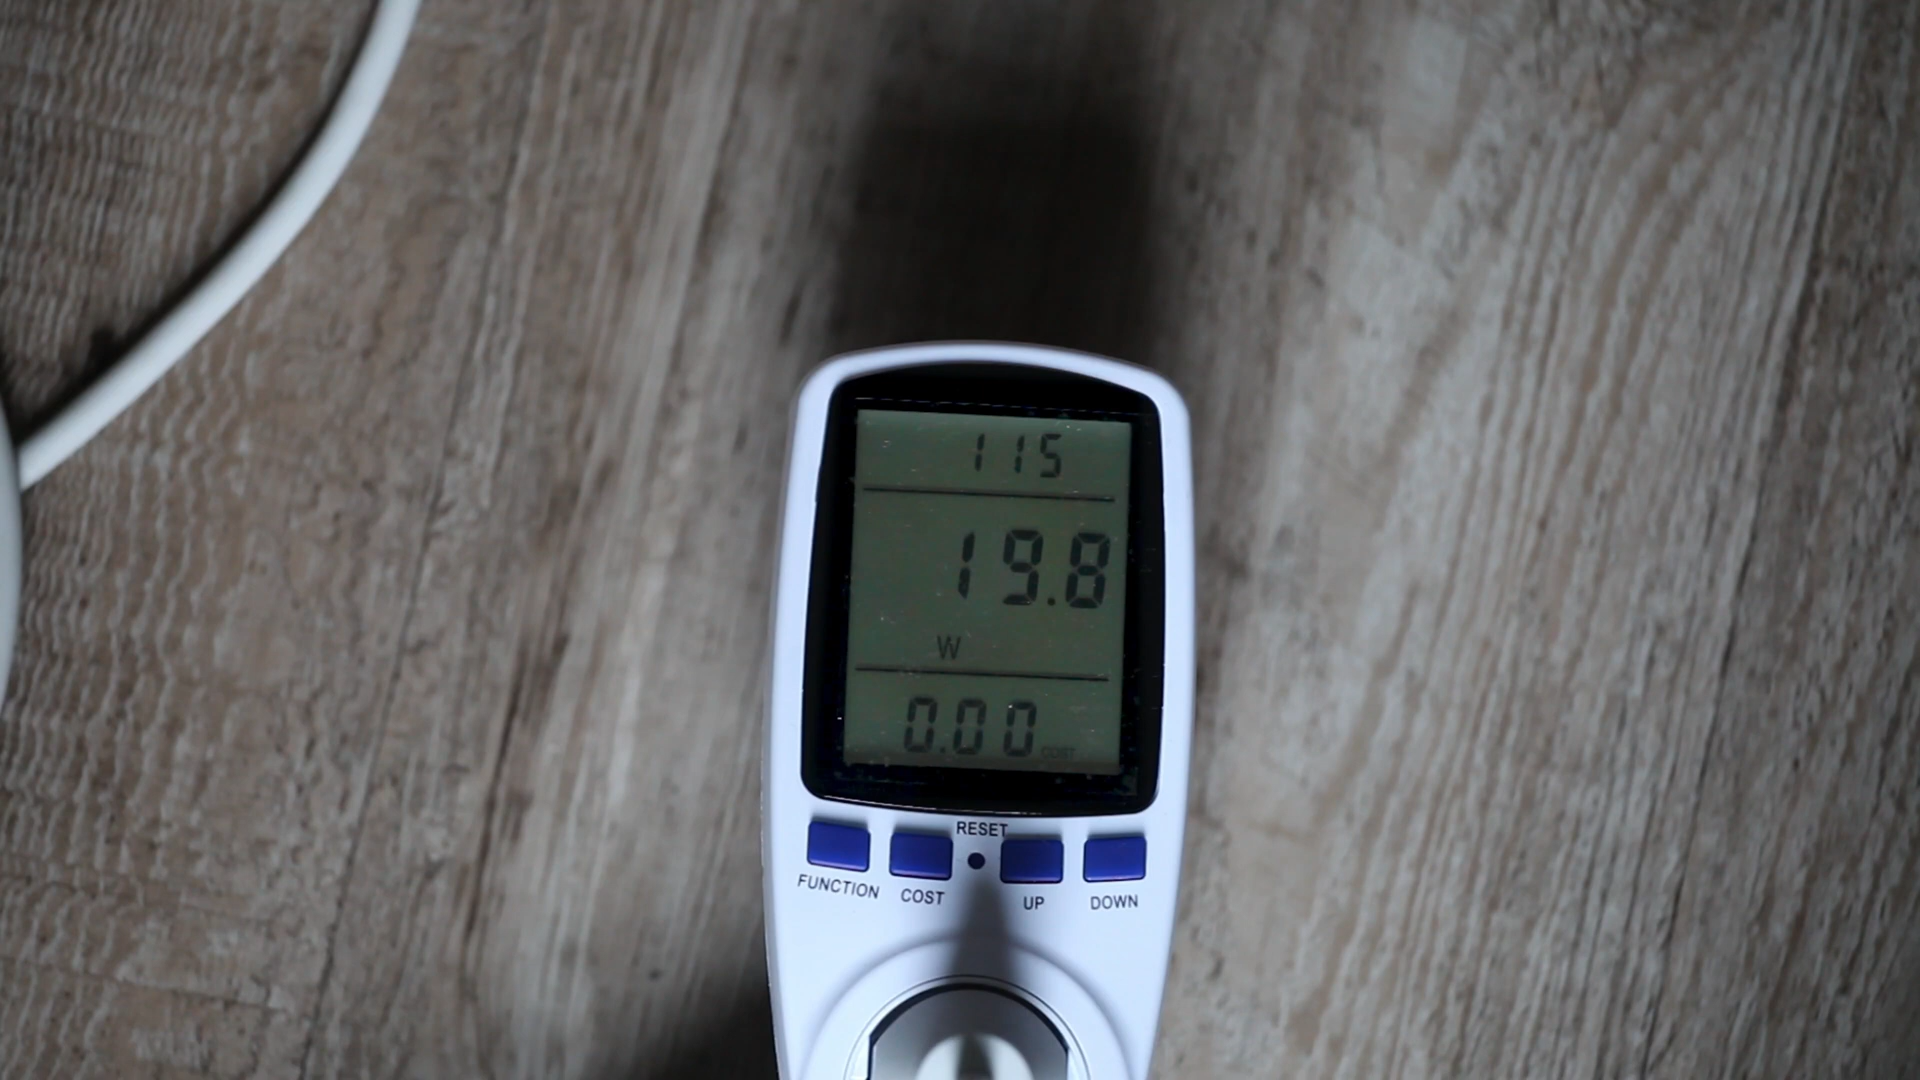 115
19.8
W
0.00 COST
RESET
FUNCTION COST UP DOWN